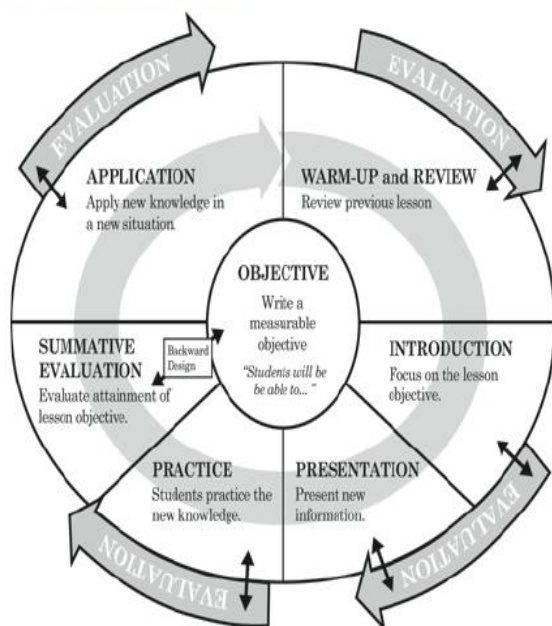 EVALUATION
EVALUATION
APPLICATION
Apply new knowledge in
a new situation.
WARM-UP and REVIEW
Review previous lesson
OBJECTIVE
Write a
measurable
objective
"Students will be
be able to... "
SUMMATIVE
EVALUATION
Evaluate attainment of
lesson objective.
Backward
Design
INTRODUCTION
Focus on the lesson
objective.
PRACTICE
Students practice the
new knowledge.
PRESENTATION
Present new
information.
EVALUATION
EVALUATION